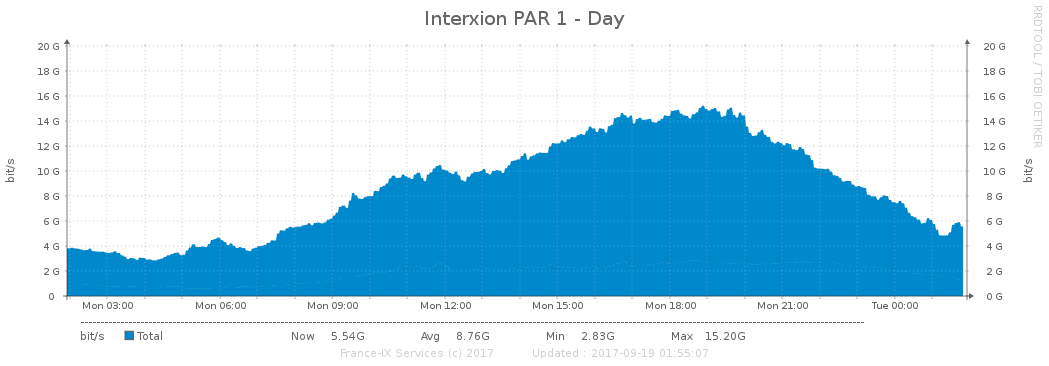 Interxion PAR 1 - Day
RRDTOOL / TOBI OETIKER
bit/s
20 G 20 G
18 G 18 G
16 G 16 G
14 G 14 G
12 G 12 G
10 G 10 G
8 G 8 G
6 G 6 G
4 G 4 G
2 G 2 G
0 0 G
bit/s
Mon 03:00 Mon 06:00 Mon 09:00 Mon 12:00 Mon 15:00 Mon 18:00 Mon 21:00 Tue 00:00
bit/s Total Now 5.54G Avg 8.76G Min 2.83G Max 15.20G
France-IX Services (c) 2017 Updated : 2017-09-19 01:55:07